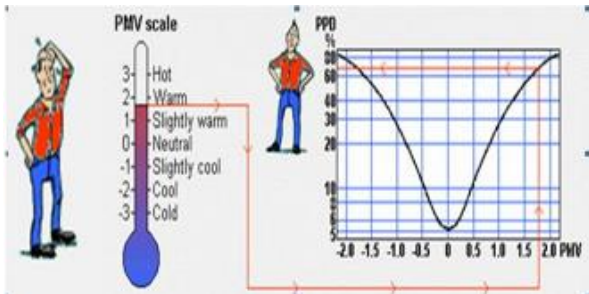 PMV scale
3 Hot
2 Warm
1 Slightly warm
0 Neutral
-1 Slightly cool
-2 Cool
-3 Cold
PPD
%
80
60
40
30
20
10
5
-2.0 -1.5 -1.0 -0.5 0 0.5 1.0 1.5 2.0 PMV